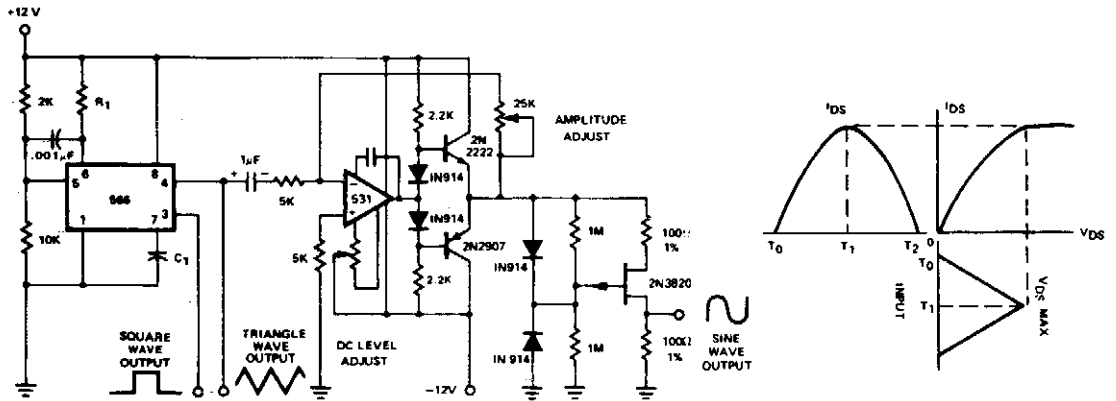 +12 V
2K
R1
.001μF
6
8
5
566
4
3
1
7
10K
C1
SQUARE
WAVE
OUTPUT
TRIANGLE
WAVE
OUTPUT
+
1μF
−
5K
−
531
+
5K
DC LEVEL
ADJUST
2.2K
IN914
IN914
2.2K
2N
2222
2N2907
−12V
25K
AMPLITUDE
ADJUST
IN914
IN 914
1M
1M
100Ω
1%
2N3820
100Ω
1%
SINE
WAVE
OUTPUT
IDS
T0
T1
T2
IDS
VDS
0
T0
T1
INPUT
VDS MAX